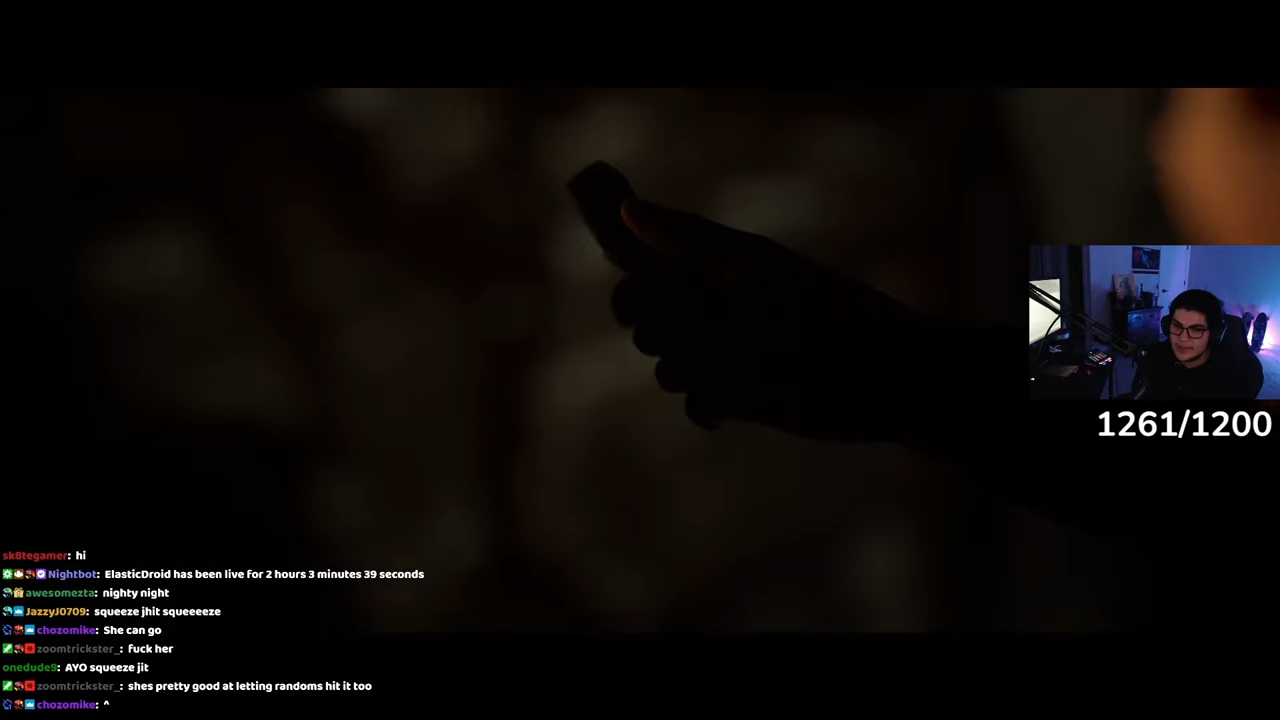 1261/1200
sk8tegamer: hi
Nightbot: ElasticDroid has been live for 2 hours 3 minutes 39 seconds
awesomezta: nighty night
JazzyJ0709: squeeze jhit squeeeeze
chozomike: She can go
zoomtrickster_: fuck her
onedude9: AYO squeeze jit
zoomtrickster_: shes pretty good at letting randoms hit it too
chozomike: ^